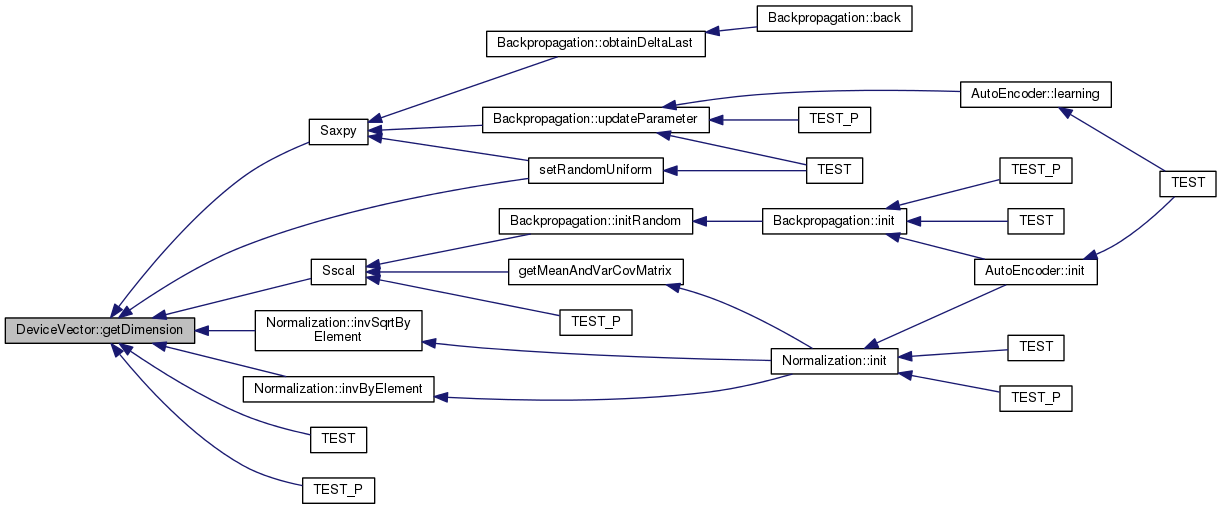 Backpropagation::back
Backpropagation::obtainDeltaLast
AutoEncoder::learning
Backpropagation::updateParameter
TEST_P
Saxpy
setRandomUniform
TEST
TEST_P
TEST
Backpropagation::initRandom
Backpropagation::init
TEST
Sscal
getMeanAndVarCovMatrix
AutoEncoder::init
DeviceVector::getDimension
Normalization::invSqrtBy
Element
TEST_P
TEST
Normalization::init
Normalization::invByElement
TEST_P
TEST
TEST_P